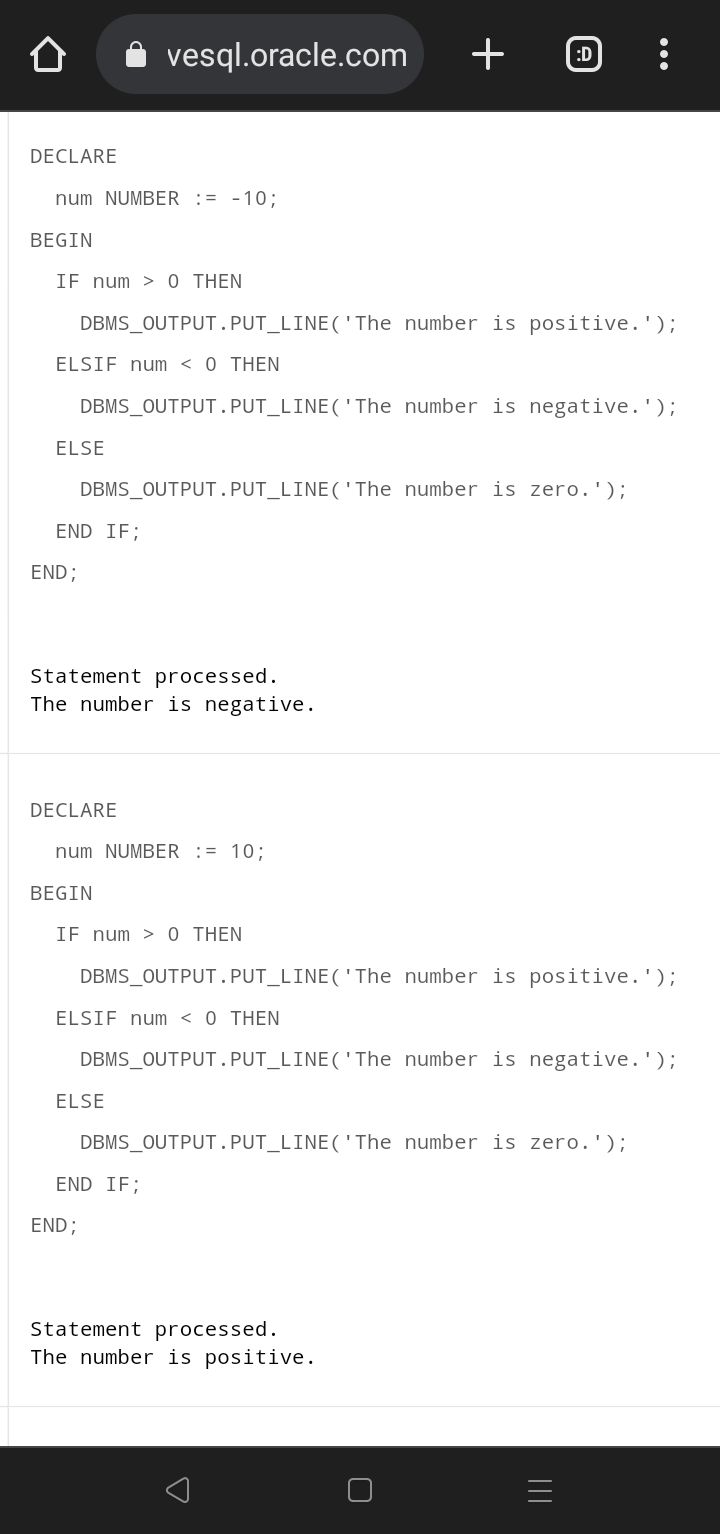 vesql.oracle.com
:D
DECLARE
  num NUMBER := -10;
BEGIN
  IF num > 0 THEN
    DBMS_OUTPUT.PUT_LINE('The number is positive.');
  ELSIF num < 0 THEN
    DBMS_OUTPUT.PUT_LINE('The number is negative.');
  ELSE
    DBMS_OUTPUT.PUT_LINE('The number is zero.');
  END IF;
END;
Statement processed.
The number is negative.
DECLARE
  num NUMBER := 10;
BEGIN
  IF num > 0 THEN
    DBMS_OUTPUT.PUT_LINE('The number is positive.');
  ELSIF num < 0 THEN
    DBMS_OUTPUT.PUT_LINE('The number is negative.');
  ELSE
    DBMS_OUTPUT.PUT_LINE('The number is zero.');
  END IF;
END;
Statement processed.
The number is positive.